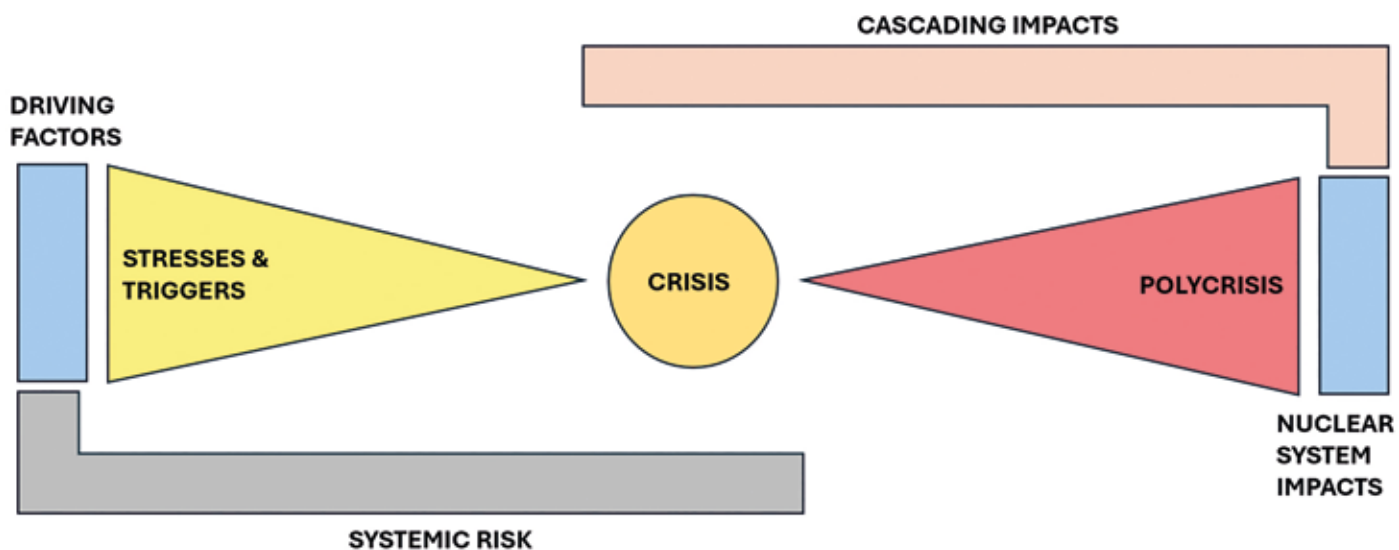 CASCADING IMPACTS
DRIVING
FACTORS
STRESSES &
TRIGGERS
CRISIS
POLYCRISIS
NUCLEAR
SYSTEM
IMPACTS
SYSTEMIC RISK